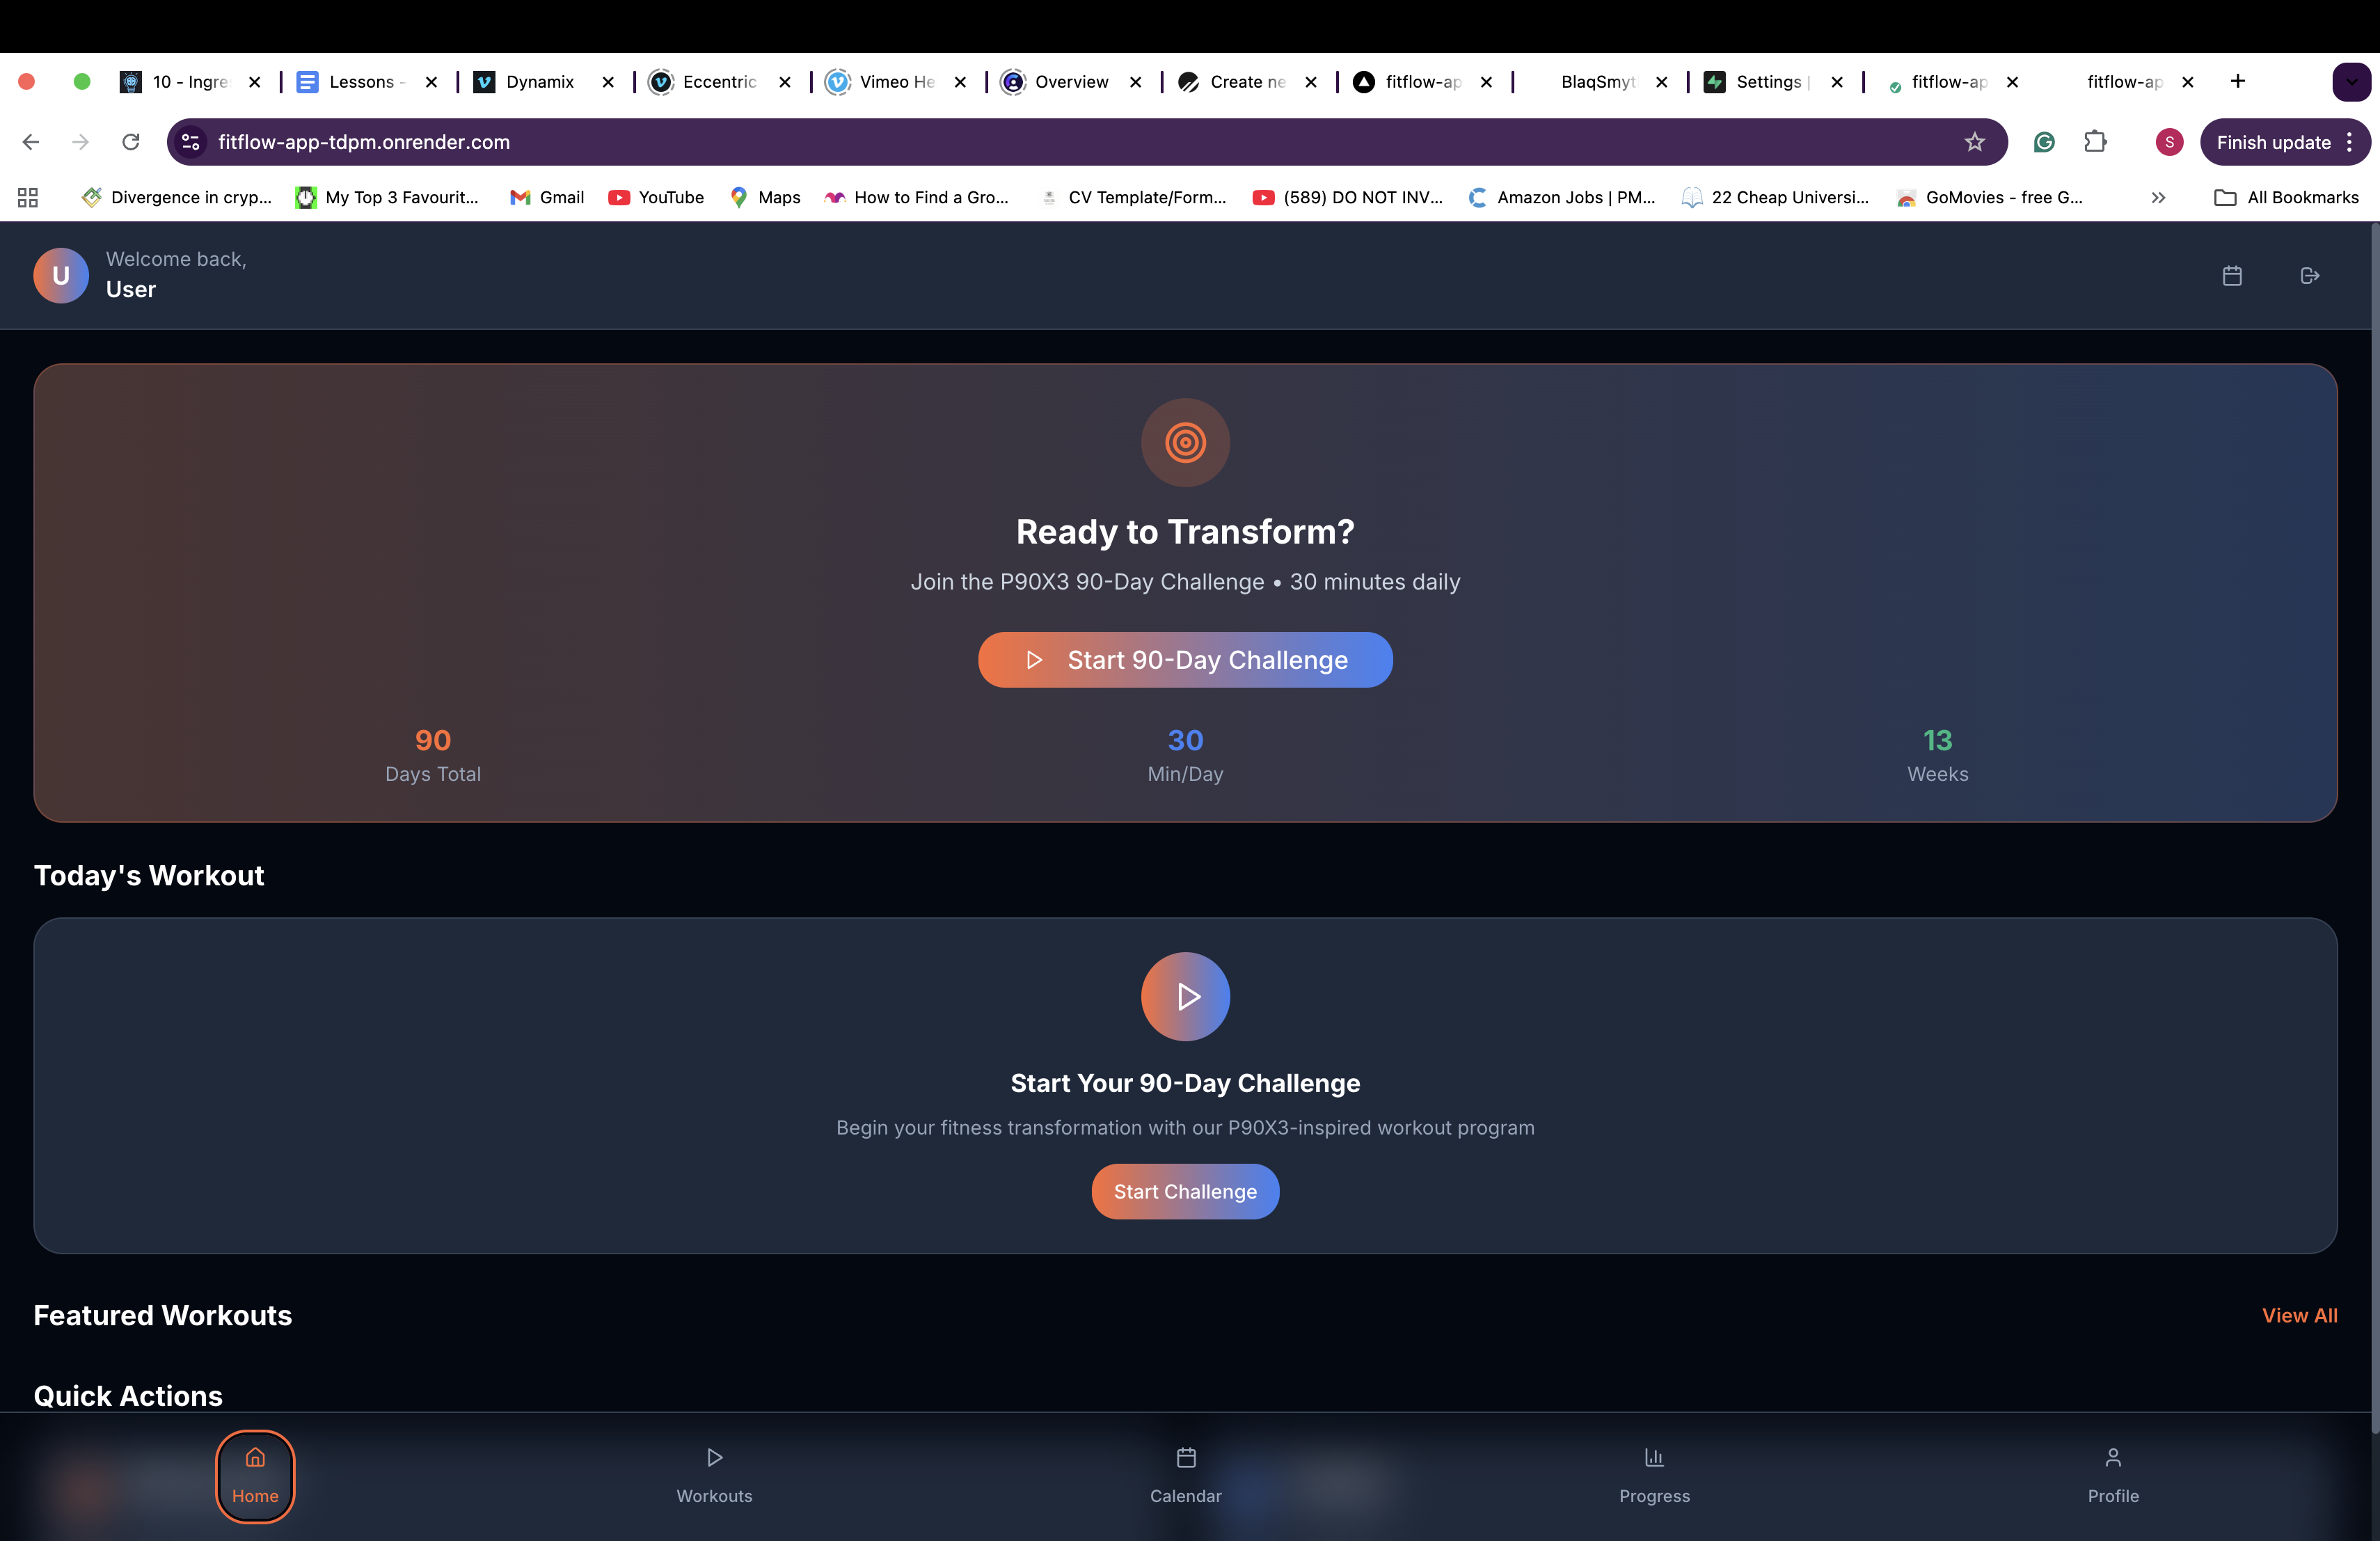 10 - Ingre
Lessons -
Dynamix
Eccentric
Vimeo He
Overview
Create ne
fitflow-ap
BlaqSmyt
Settings |
fitflow-ap
fitflow-ap
fitflow-app-tdpm.onrender.com
S
Finish update
Divergence in cryp...
My Top 3 Favourit...
Gmail
YouTube
Maps
How to Find a Gro...
CV Template/Form...
(589) DO NOT INV...
Amazon Jobs | PM...
22 Cheap Universi...
GoMovies - free G...
All Bookmarks
U
Welcome back,
User
Ready to Transform?
Join the P90X3 90-Day Challenge • 30 minutes daily
Start 90-Day Challenge
90
Days Total
30
Min/Day
13
Weeks
Today's Workout
Start Your 90-Day Challenge
Begin your fitness transformation with our P90X3-inspired workout program
Start Challenge
Featured Workouts
View All
Quick Actions
Home
Workouts
Calendar
Progress
Profile